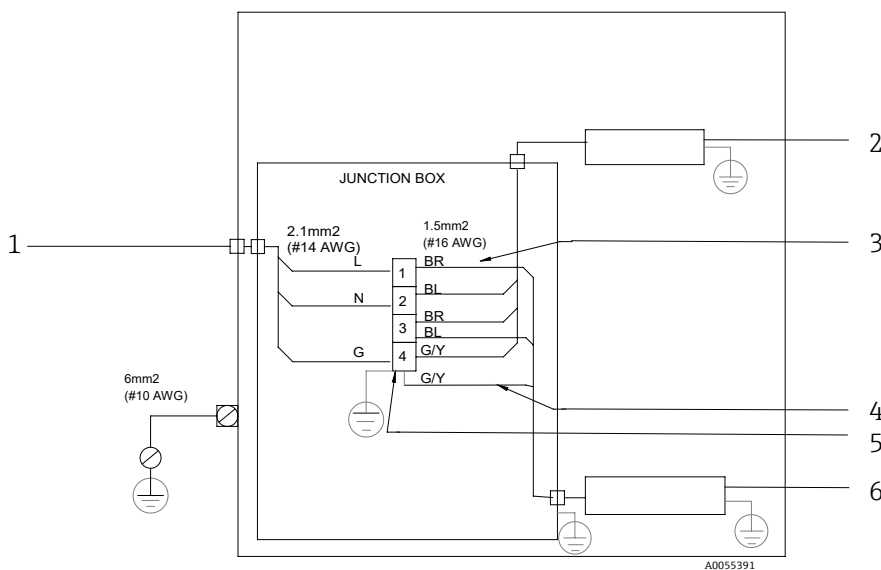 2
JUNCTION BOX
1
2.1mm2
(#14 AWG)
1.5mm2
(#16 AWG)
3
L
1
BR
N
2
BL
3
BR
BL
G
4
G/Y
G/Y
6mm2
(#10 AWG)
4
5
6
A0055391